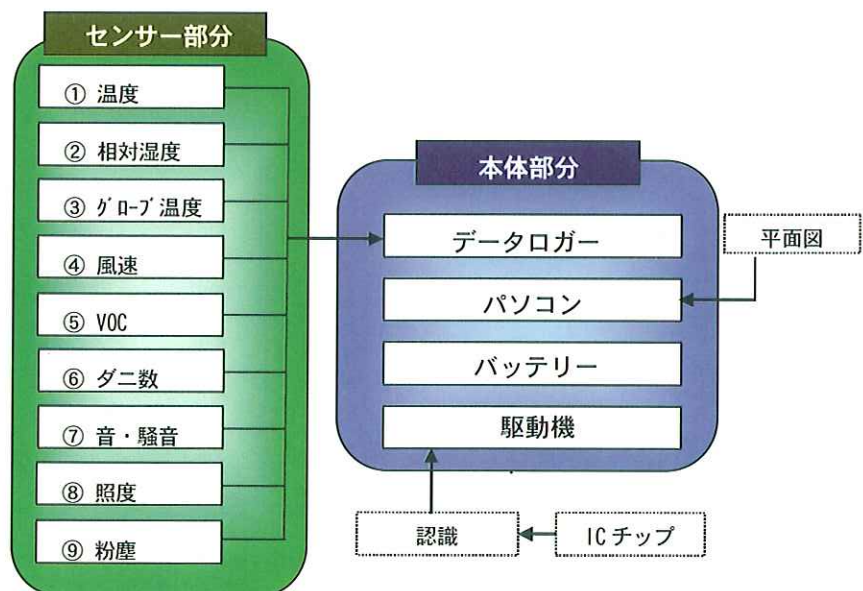 センサー部分
① 温度
② 相対湿度
③ ｸﾞﾛｰﾌﾞ温度
④ 風速
⑤ VOC
⑥ ダニ数
⑦ 音・騒音
⑧ 照度
⑨ 粉塵
本体部分
データロガー
パソコン
バッテリー
駆動機
平面図
認識
ICチップ